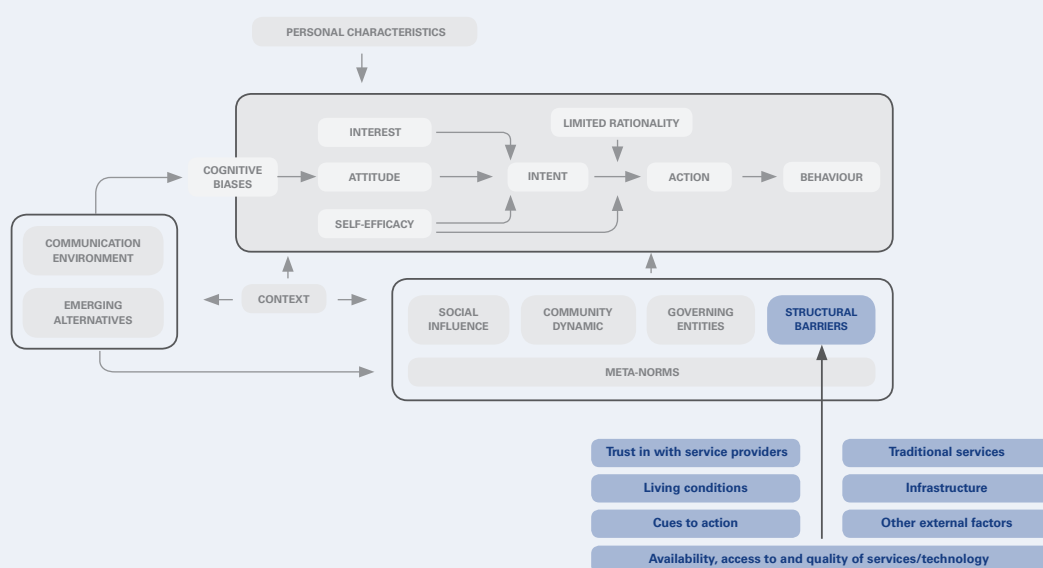 PERSONAL CHARACTERISTICS
INTEREST
LIMITED RATIONALITY
COGNITIVE
BIASES
ATTITUDE
INTENT
ACTION
BEHAVIOUR
SELF-EFFICACY
COMMUNICATION
ENVIRONMENT
EMERGING
ALTERNATIVES
CONTEXT
SOCIAL
INFLUENCE
COMMUNITY
DYNAMIC
GOVERNING
ENTITIES
STRUCTURAL
BARRIERS
META-NORMS
Trust in with service providers
Traditional services
Living conditions
Infrastructure
Cues to action
Other external factors
Availability, access to and quality of services/technology